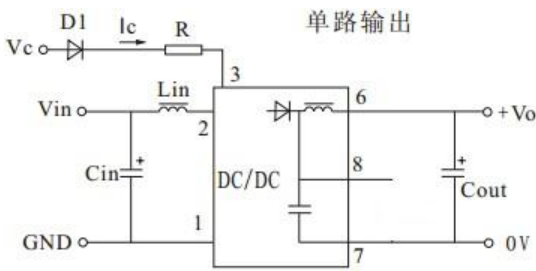 D1
Ic
R
单路输出
Vc
3
Lin
6
Vin
+Vo
2
8
Cin
+
DC/DC
+
Cout
1
GND
0V
7